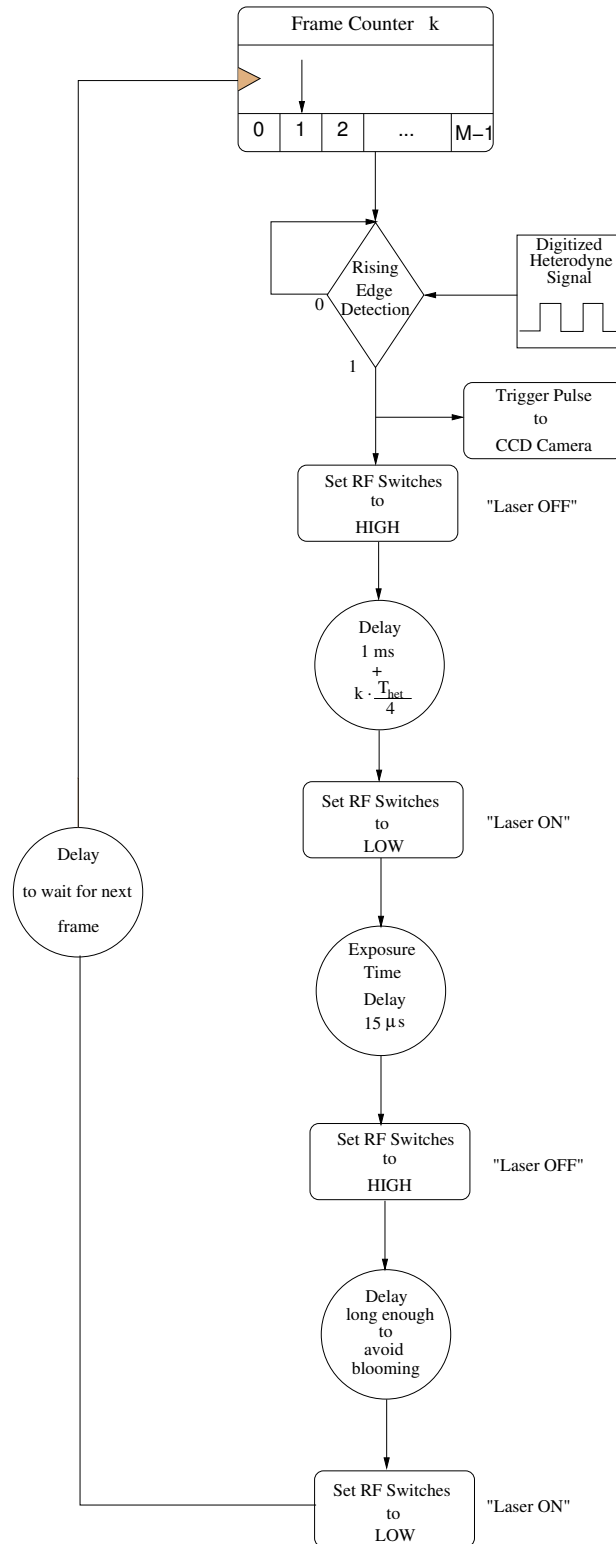 Frame Counter k
0 1 2 ... M−1
Rising
Edge
Detection
0
1
Digitized
Heterodyne
Signal
Trigger Pulse
to
CCD Camera
Set RF Switches
to
HIGH
"Laser OFF"
Delay
1 ms
+
k · T_het
4
Set RF Switches
to
LOW
"Laser ON"
Delay
to wait for next
frame
Exposure
Time
Delay
15 μs
Set RF Switches
to
HIGH
"Laser OFF"
Delay
long enough
to
avoid
blooming
Set RF Switches
to
LOW
"Laser ON"